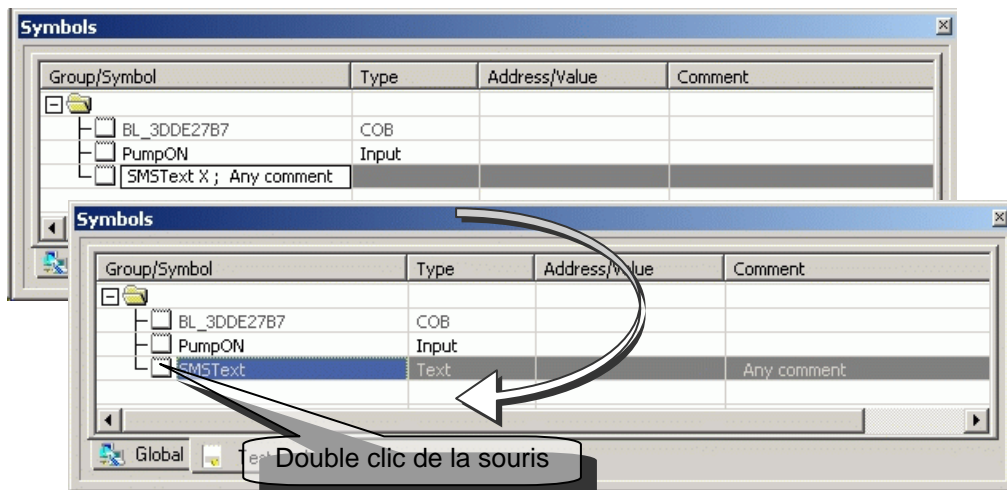 Symbols
Group/Symbol Type Address/Value Comment
BL_3DDE27B7 COB
PumpON Input
SMSText X ; Any comment
Symbols
Group/Symbol Type Address/Value Comment
BL_3DDE27B7 COB
PumpON Input
SMSText Text Any comment
Global
Double clic de la souris